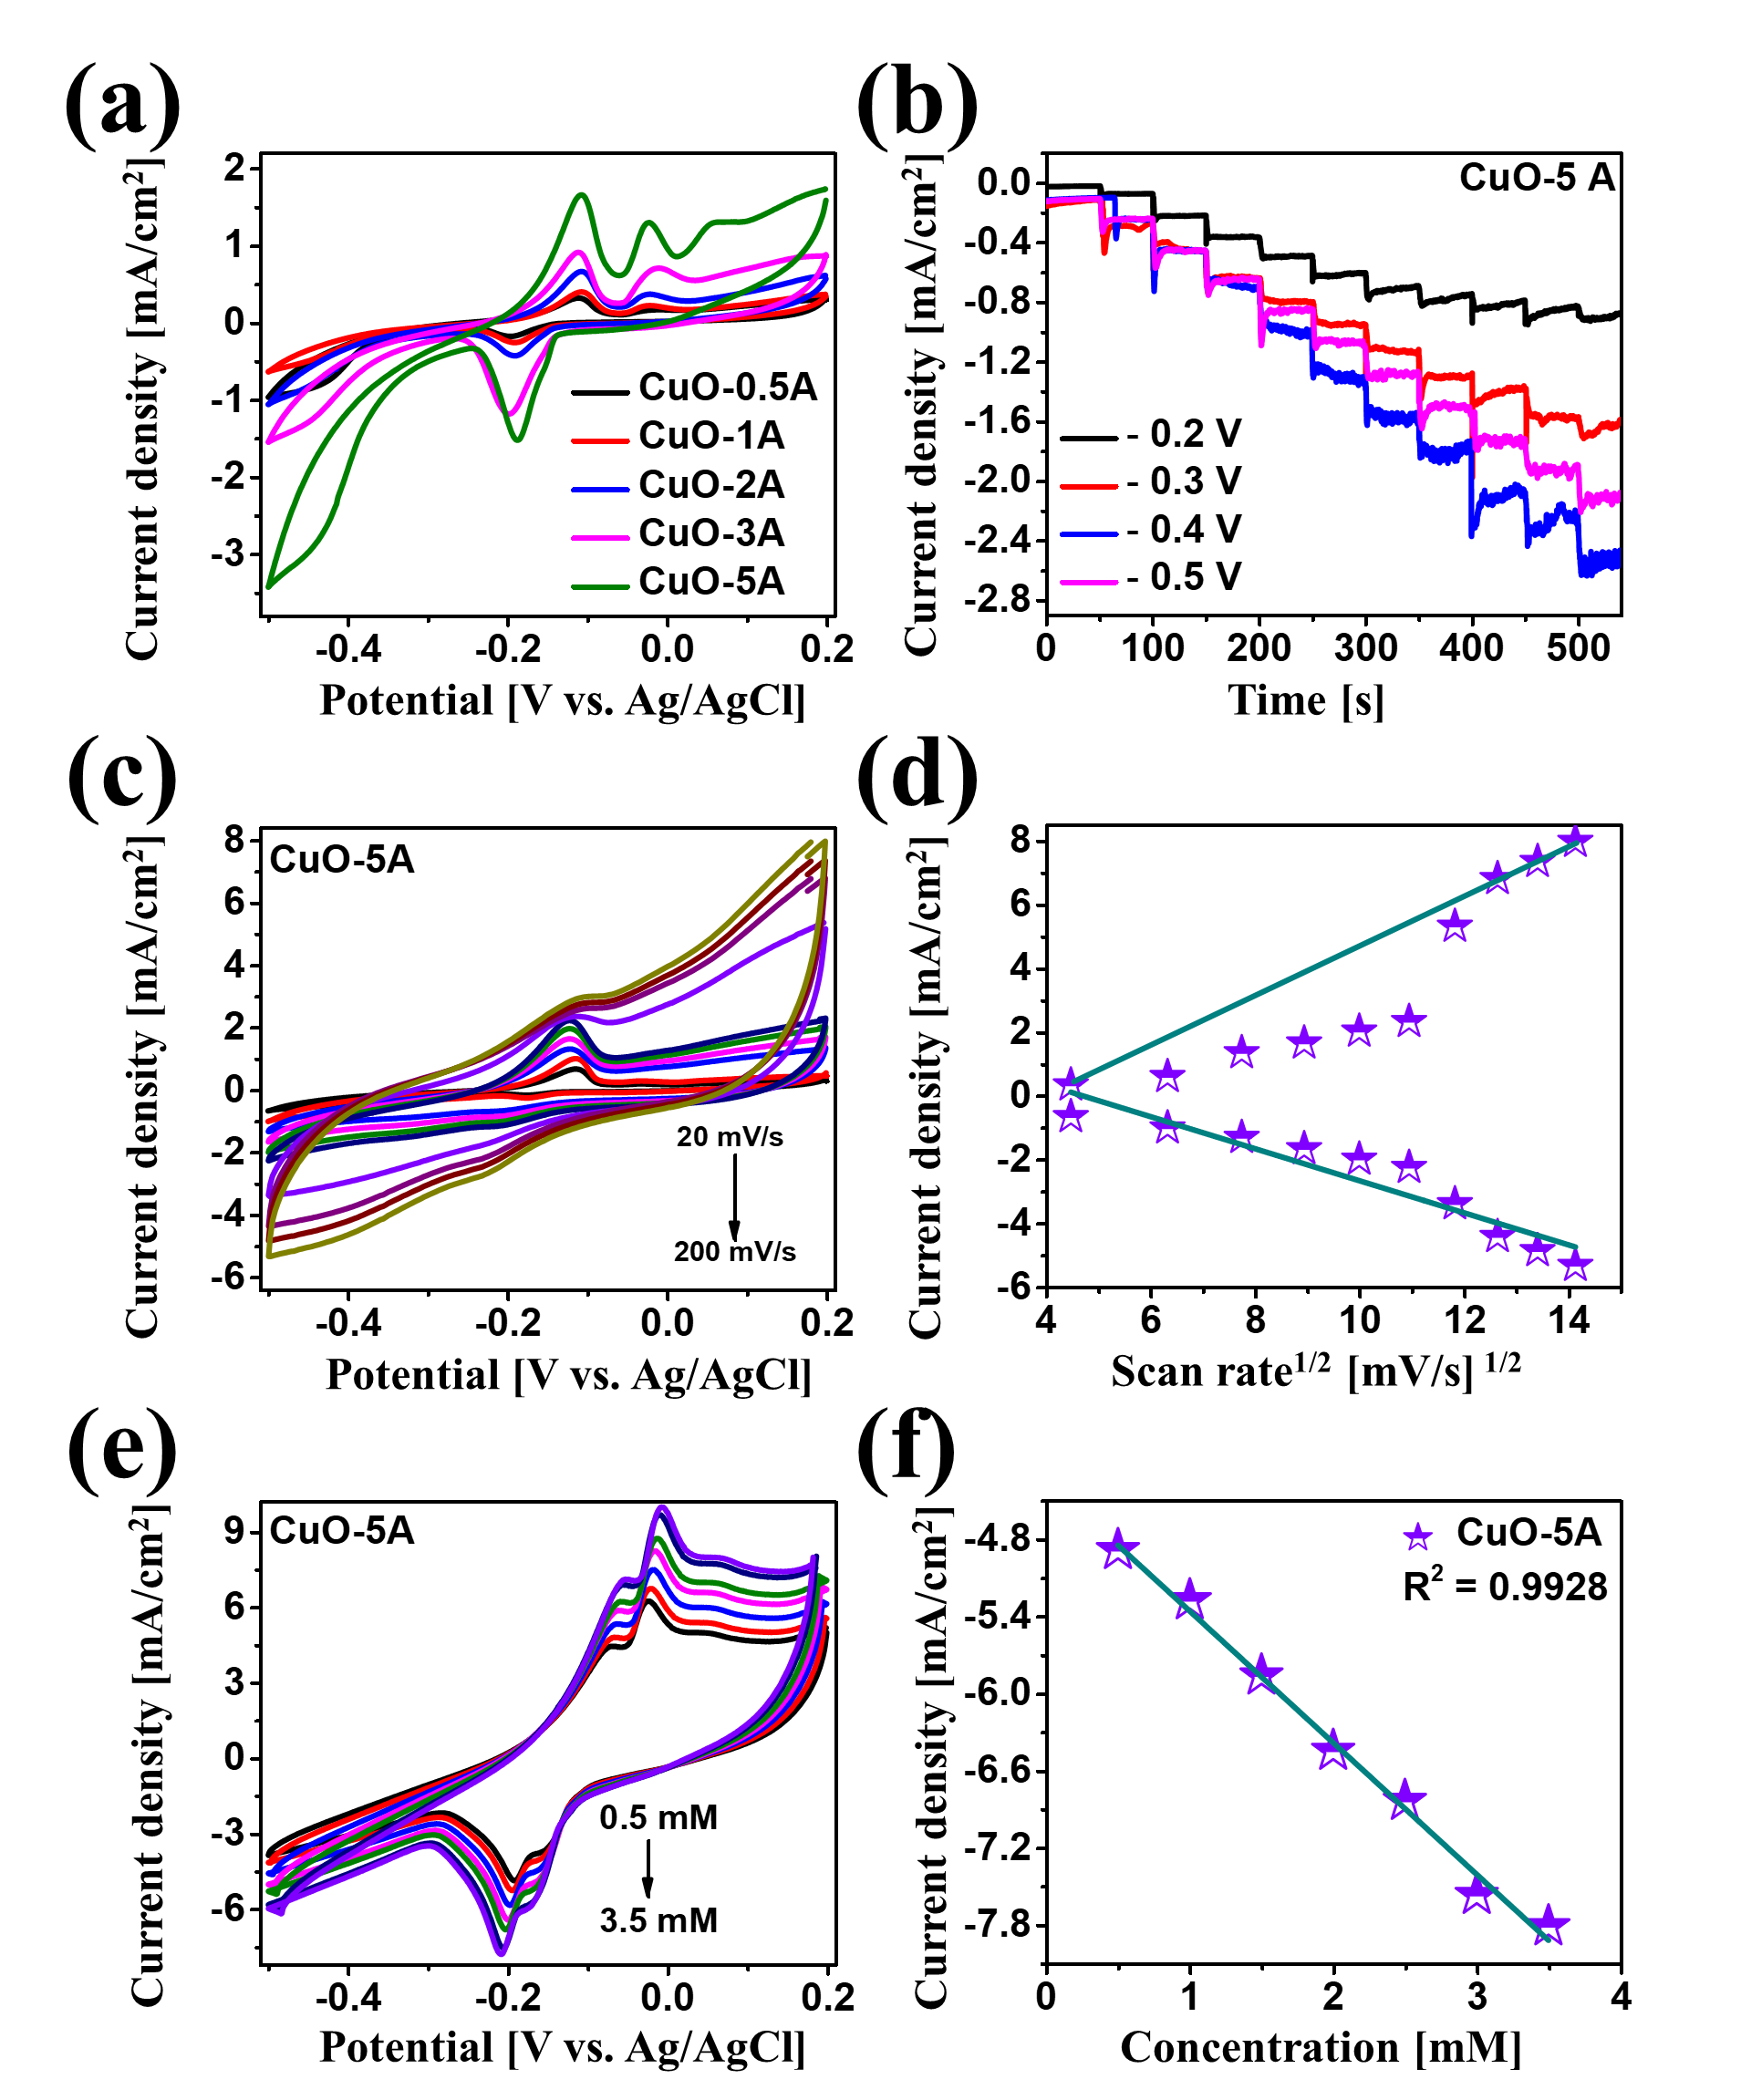 (a)
Current density [mA/cm²]
2
1
0
-1
-2
-3
CuO-0.5A
CuO-1A
CuO-2A
CuO-3A
CuO-5A
-0.4 -0.2 0.0 0.2
Potential [V vs. Ag/AgCl]
(b)
Current density [mA/cm²]
CuO-5 A
0.0
-0.4
-0.8
-1.2
-1.6
-2.0
-2.4
-2.8
- 0.2 V
- 0.3 V
- 0.4 V
- 0.5 V
0 100 200 300 400 500
Time [s]
(c)
Current density [mA/cm²]
CuO-5A
8
6
4
2
0
-2
-4
-6
20 mV/s
200 mV/s
-0.4 -0.2 0.0 0.2
Potential [V vs. Ag/AgCl]
(d)
Current density [mA/cm²]
8
6
4
2
0
-2
-4
-6
4 6 8 10 12 14
Scan rate¹/² [mV/s] ¹/²
(e)
Current density [mA/cm²]
CuO-5A
9
6
3
0
-3
-6
0.5 mM
3.5 mM
-0.4 -0.2 0.0 0.2
Potential [V vs. Ag/AgCl]
(f)
Current density [mA/cm²]
CuO-5A
R² = 0.9928
-4.8
-5.4
-6.0
-6.6
-7.2
-7.8
0 1 2 3 4
Concentration [mM]